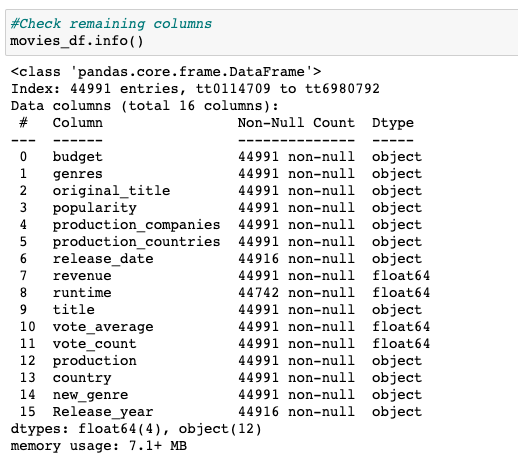 #Check remaining columns
movies_df.info()
<class 'pandas.core.frame.DataFrame'>
Index: 44991 entries, tt0114709 to tt6980792
Data columns (total 16 columns):
 #   Column                Non-Null Count  Dtype
---  ------                --------------  -----
 0   budget                44991 non-null  object
 1   genres                44991 non-null  object
 2   original_title        44991 non-null  object
 3   popularity            44991 non-null  object
 4   production_companies  44991 non-null  object
 5   production_countries  44991 non-null  object
 6   release_date          44916 non-null  object
 7   revenue               44991 non-null  float64
 8   runtime               44742 non-null  float64
 9   title                 44991 non-null  object
 10  vote_average          44991 non-null  float64
 11  vote_count            44991 non-null  float64
 12  production            44991 non-null  object
 13  country               44991 non-null  object
 14  new_genre             44991 non-null  object
 15  Release_year          44916 non-null  object
dtypes: float64(4), object(12)
memory usage: 7.1+ MB